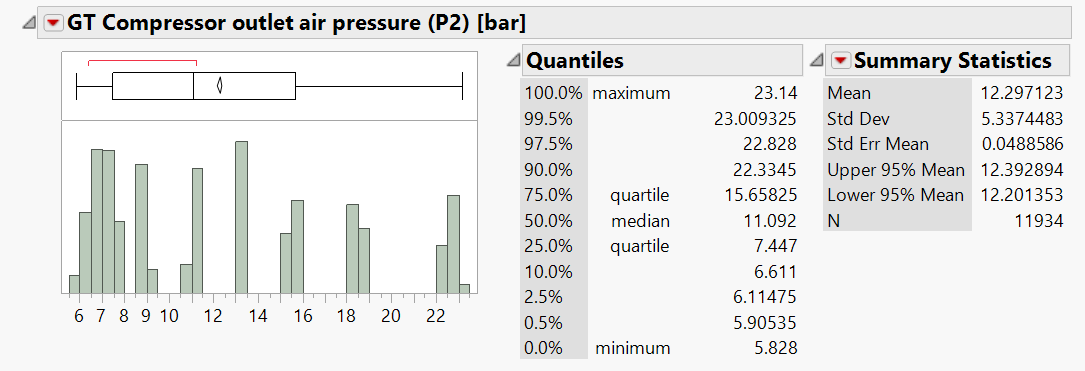 GT Compressor outlet air pressure (P2) [bar]
6 7 8 9 10 12 14 16 18 20 22
Quantiles
100.0% maximum 23.14
99.5% 23.009325
97.5% 22.828
90.0% 22.3345
75.0% quartile 15.65825
50.0% median 11.092
25.0% quartile 7.447
10.0% 6.611
2.5% 6.11475
0.5% 5.90535
0.0% minimum 5.828
Summary Statistics
Mean 12.297123
Std Dev 5.3374483
Std Err Mean 0.0488586
Upper 95% Mean 12.392894
Lower 95% Mean 12.201353
N 11934